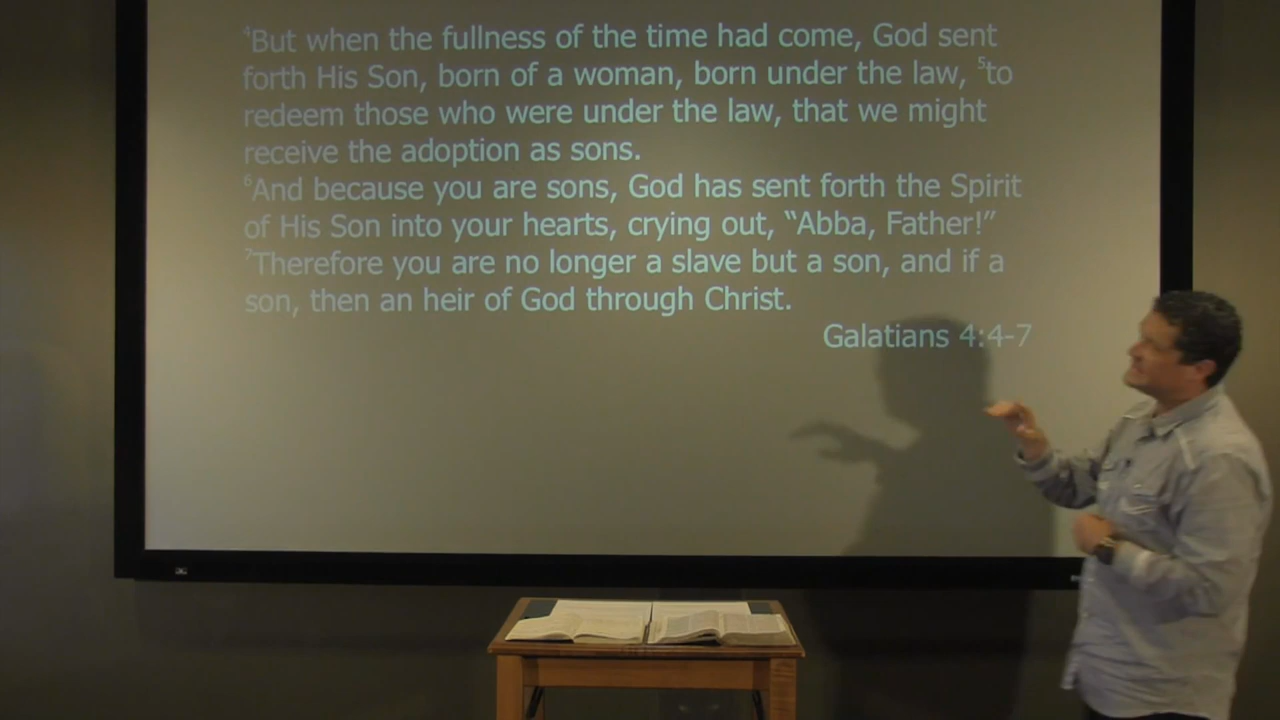 ⁴But when the fullness of the time had come, God sent
forth His Son, born of a woman, born under the law, ⁵to
redeem those who were under the law, that we might
receive the adoption as sons.
⁶And because you are sons, God has sent forth the Spirit
of His Son into your hearts, crying out, “Abba, Father!”
⁷Therefore you are no longer a slave but a son, and if a
son, then an heir of God through Christ.
Galatians 4:4-7